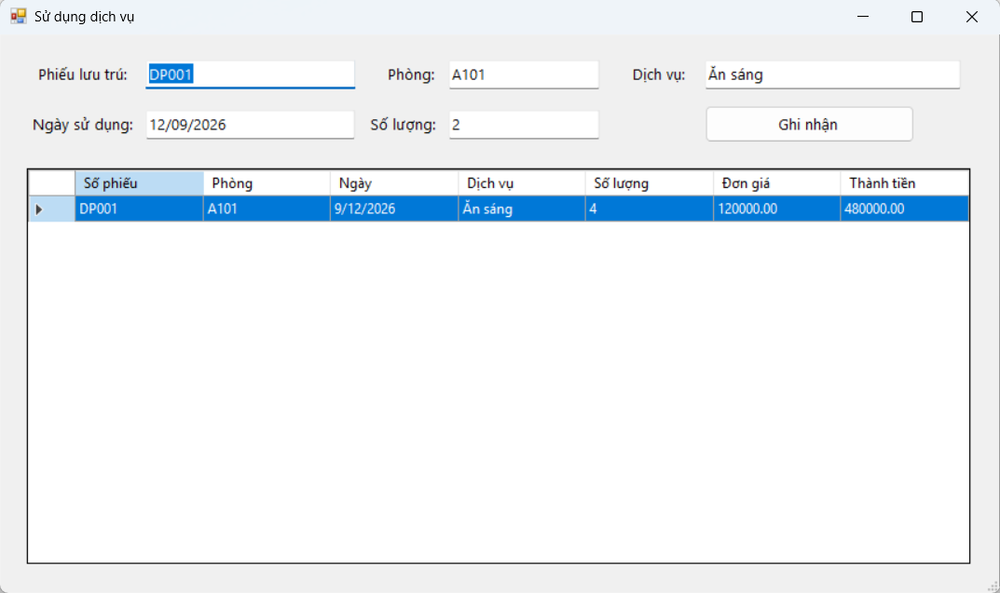 Sử dụng dịch vụ
Phiếu lưu trú: DP001 Phòng: A101 Dịch vụ: Ăn sáng
Ngày sử dụng: 12/09/2026 Số lượng: 2 Ghi nhận
Số phiếu Phòng Ngày Dịch vụ Số lượng Đơn giá Thành tiền
DP001 A101 9/12/2026 Ăn sáng 4 120000.00 480000.00